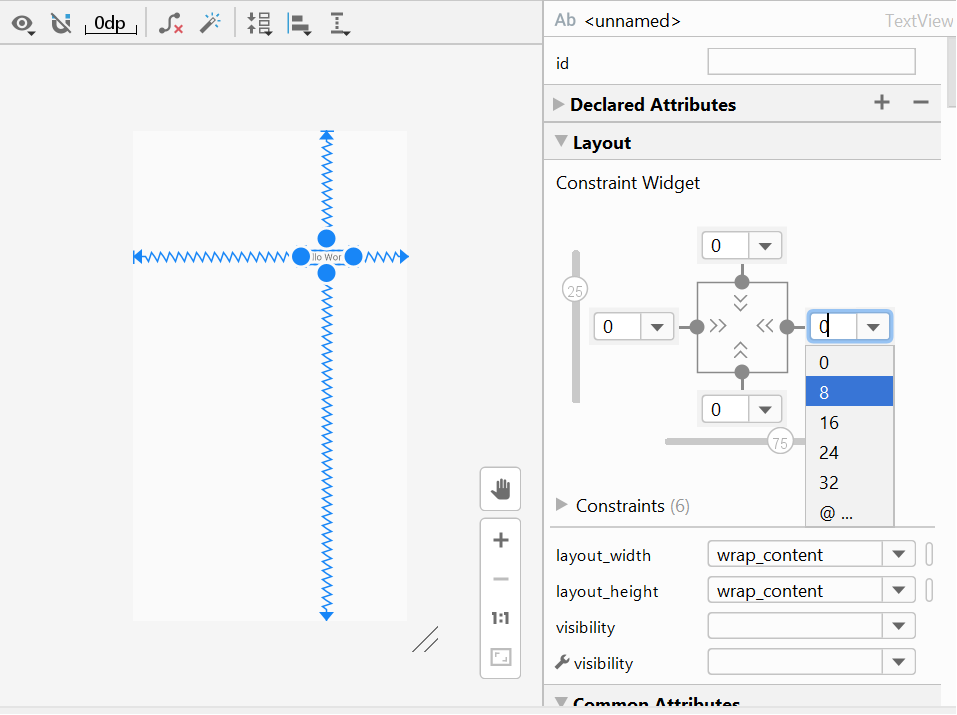 0dp
Ab <unnamed> TextView
id
Declared Attributes
Layout
Constraint Widget
0
25
0
0
0
75
0
8
16
24
32
@ ...
Constraints (6)
llo Wor
1:1
layout_width wrap_content
layout_height wrap_content
visibility
visibility
Common Attributes